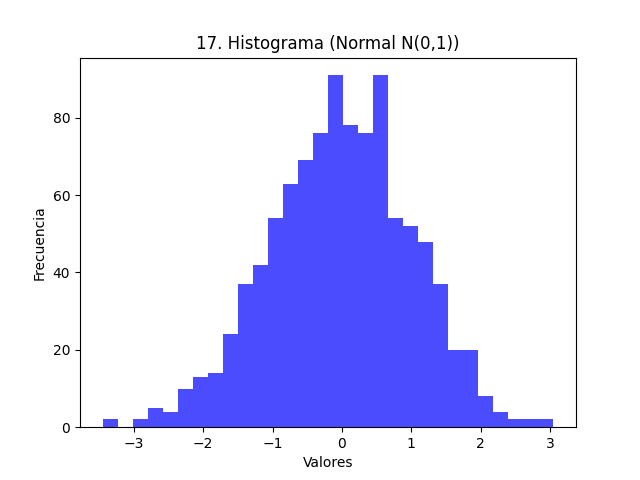 17. Histograma (Normal N(0,1))
Frecuencia
80
60
40
20
0
−3 −2 −1 0 1 2 3
Valores